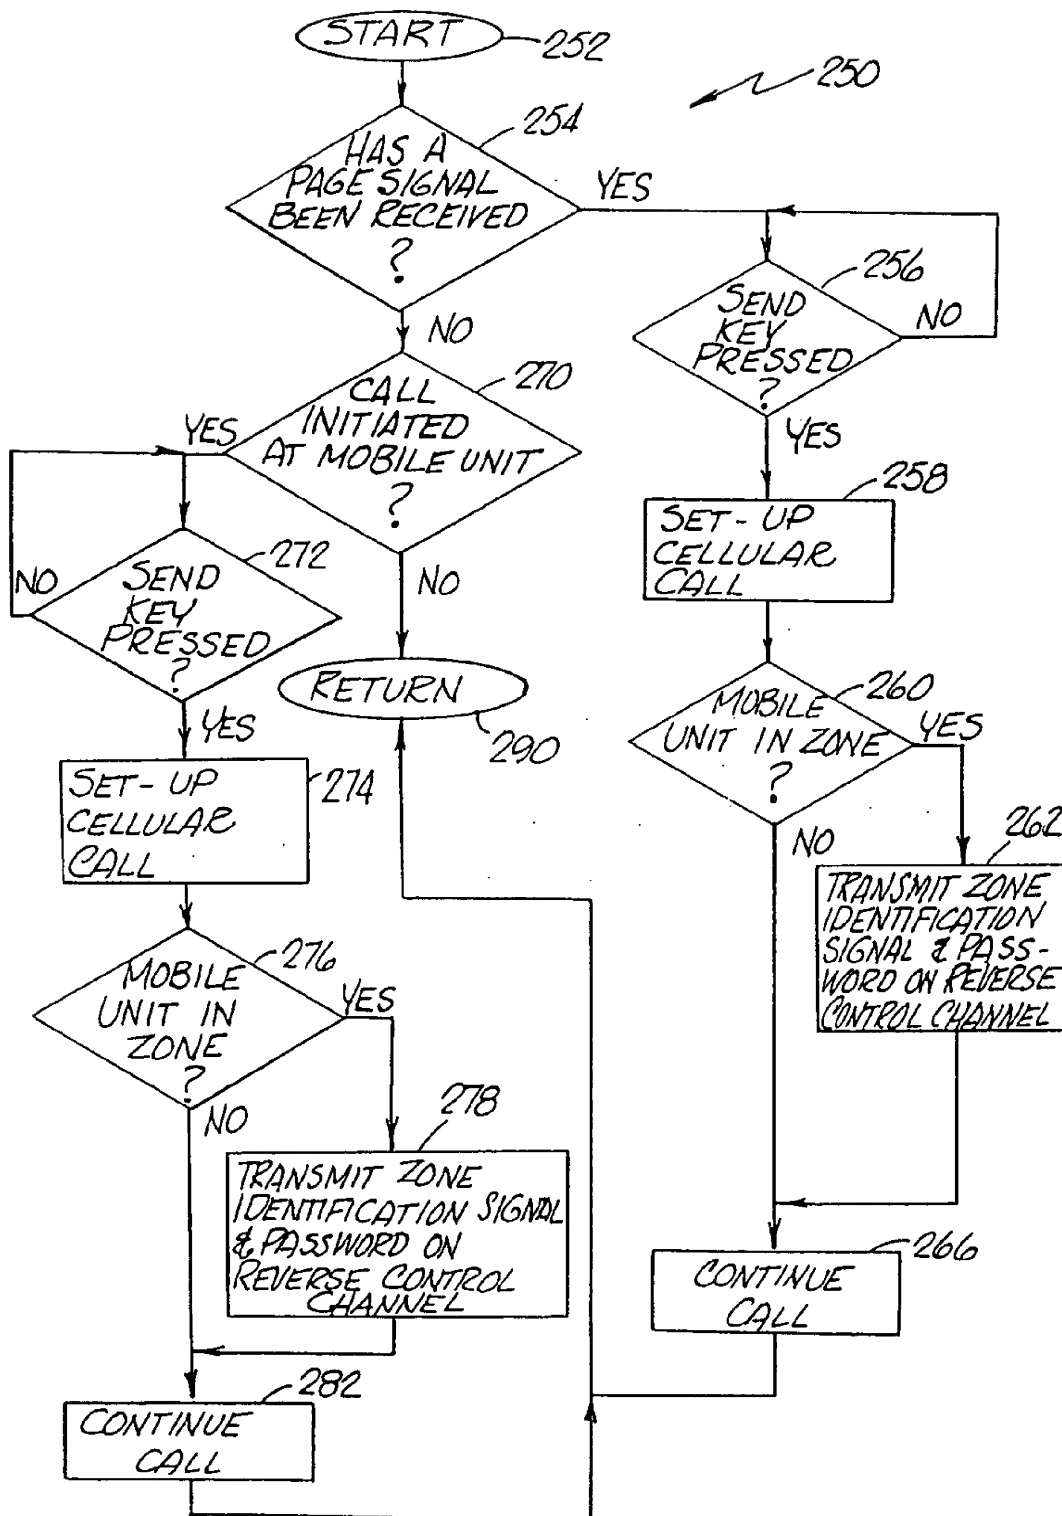 START
252
250
254
HAS A
PAGE SIGNAL
BEEN RECEIVED
?
YES
256
SEND
KEY
PRESSED
?
NO
YES
NO
270
CALL
INITIATED
AT MOBILE UNIT
?
YES
NO
258
SET-UP
CELLULAR
CALL
272
SEND
KEY
PRESSED
?
NO
YES
RETURN
290
260
MOBILE
UNIT IN ZONE
?
YES
NO
274
SET-UP
CELLULAR
CALL
262
TRANSMIT ZONE
IDENTIFICATION
SIGNAL & PASS-
WORD ON REVERSE
CONTROL CHANNEL
276
MOBILE
UNIT IN
ZONE
?
YES
NO
278
TRANSMIT ZONE
IDENTIFICATION SIGNAL
& PASSWORD ON
REVERSE CONTROL
CHANNEL
266
CONTINUE
CALL
282
CONTINUE
CALL